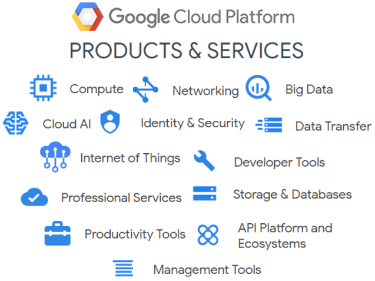 Google Cloud Platform
PRODUCTS & SERVICES
Compute
Networking
Big Data
Cloud AI
Identity & Security
Data Transfer
Internet of Things
Developer Tools
Professional Services
Storage & Databases
Productivity Tools
API Platform and
Ecosystems
Management Tools